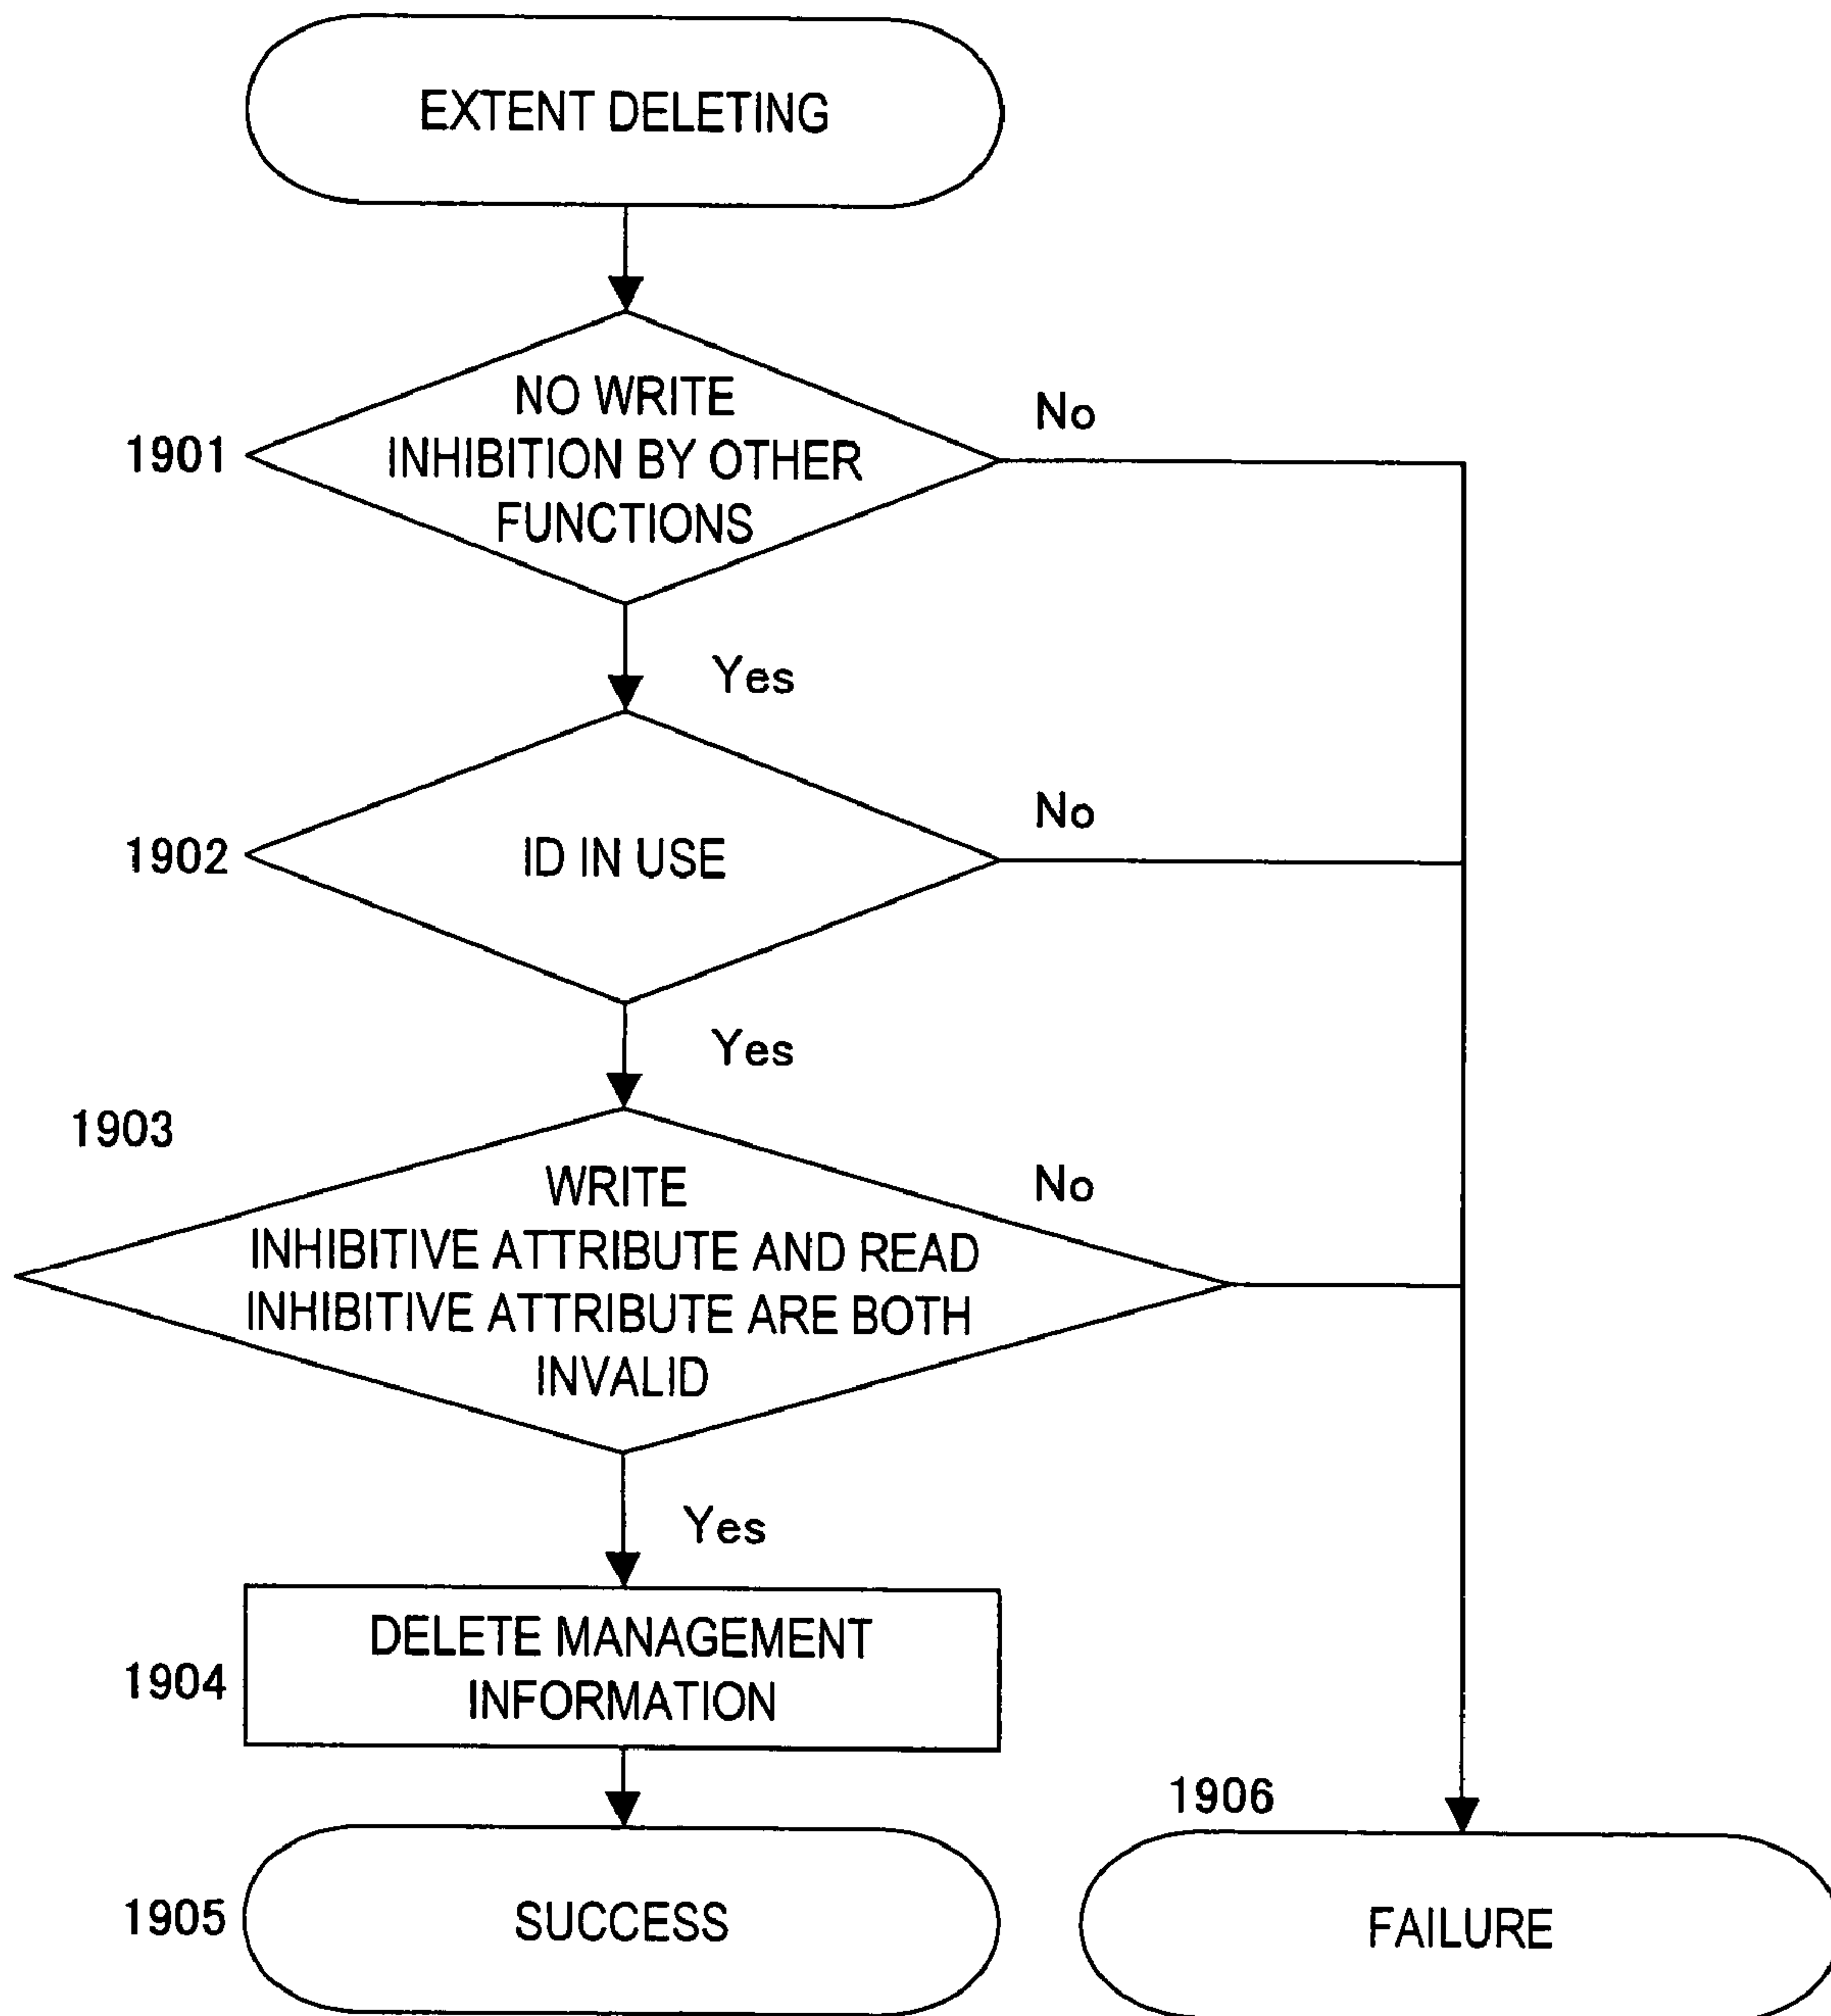 EXTENT DELETING
NO WRITE
INHIBITION BY OTHER
FUNCTIONS
1901
No
Yes
1902
ID IN USE
No
Yes
1903
WRITE
INHIBITIVE ATTRIBUTE AND READ
INHIBITIVE ATTRIBUTE ARE BOTH
INVALID
No
Yes
DELETE MANAGEMENT
INFORMATION
1904
1906
1905
SUCCESS
FAILURE